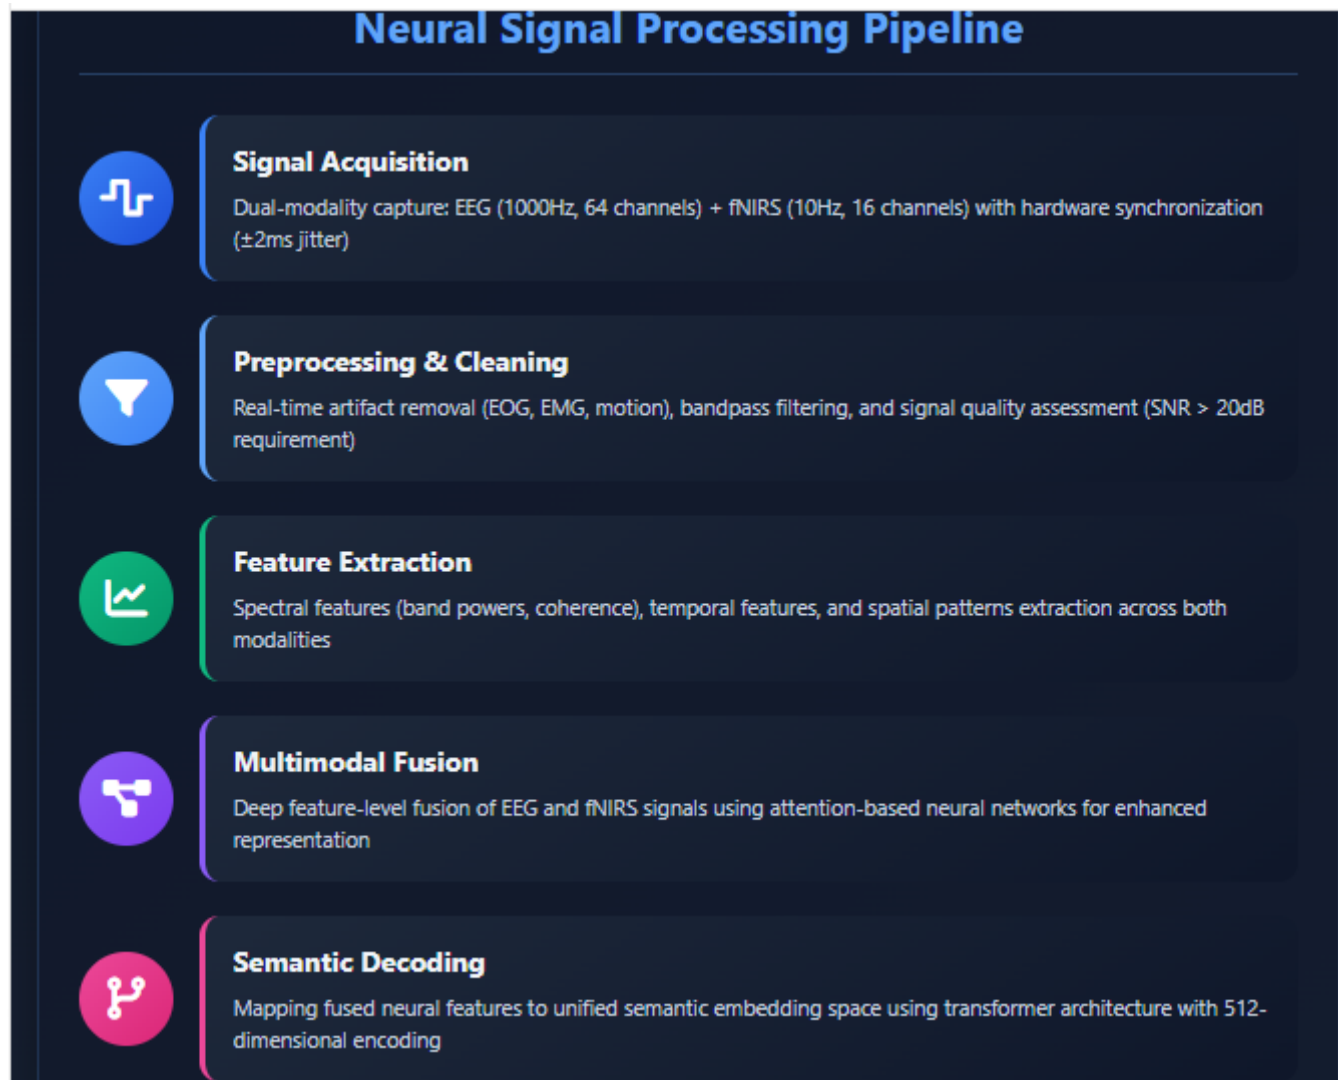 Neural Signal Processing Pipeline
Signal Acquisition
Dual-modality capture: EEG (1000Hz, 64 channels) + fNIRS (10Hz, 16 channels) with hardware synchronization
(±2ms jitter)
Preprocessing & Cleaning
Real-time artifact removal (EOG, EMG, motion), bandpass filtering, and signal quality assessment (SNR > 20dB
requirement)
Feature Extraction
Spectral features (band powers, coherence), temporal features, and spatial patterns extraction across both
modalities
Multimodal Fusion
Deep feature-level fusion of EEG and fNIRS signals using attention-based neural networks for enhanced
representation
Semantic Decoding
Mapping fused neural features to unified semantic embedding space using transformer architecture with 512-
dimensional encoding